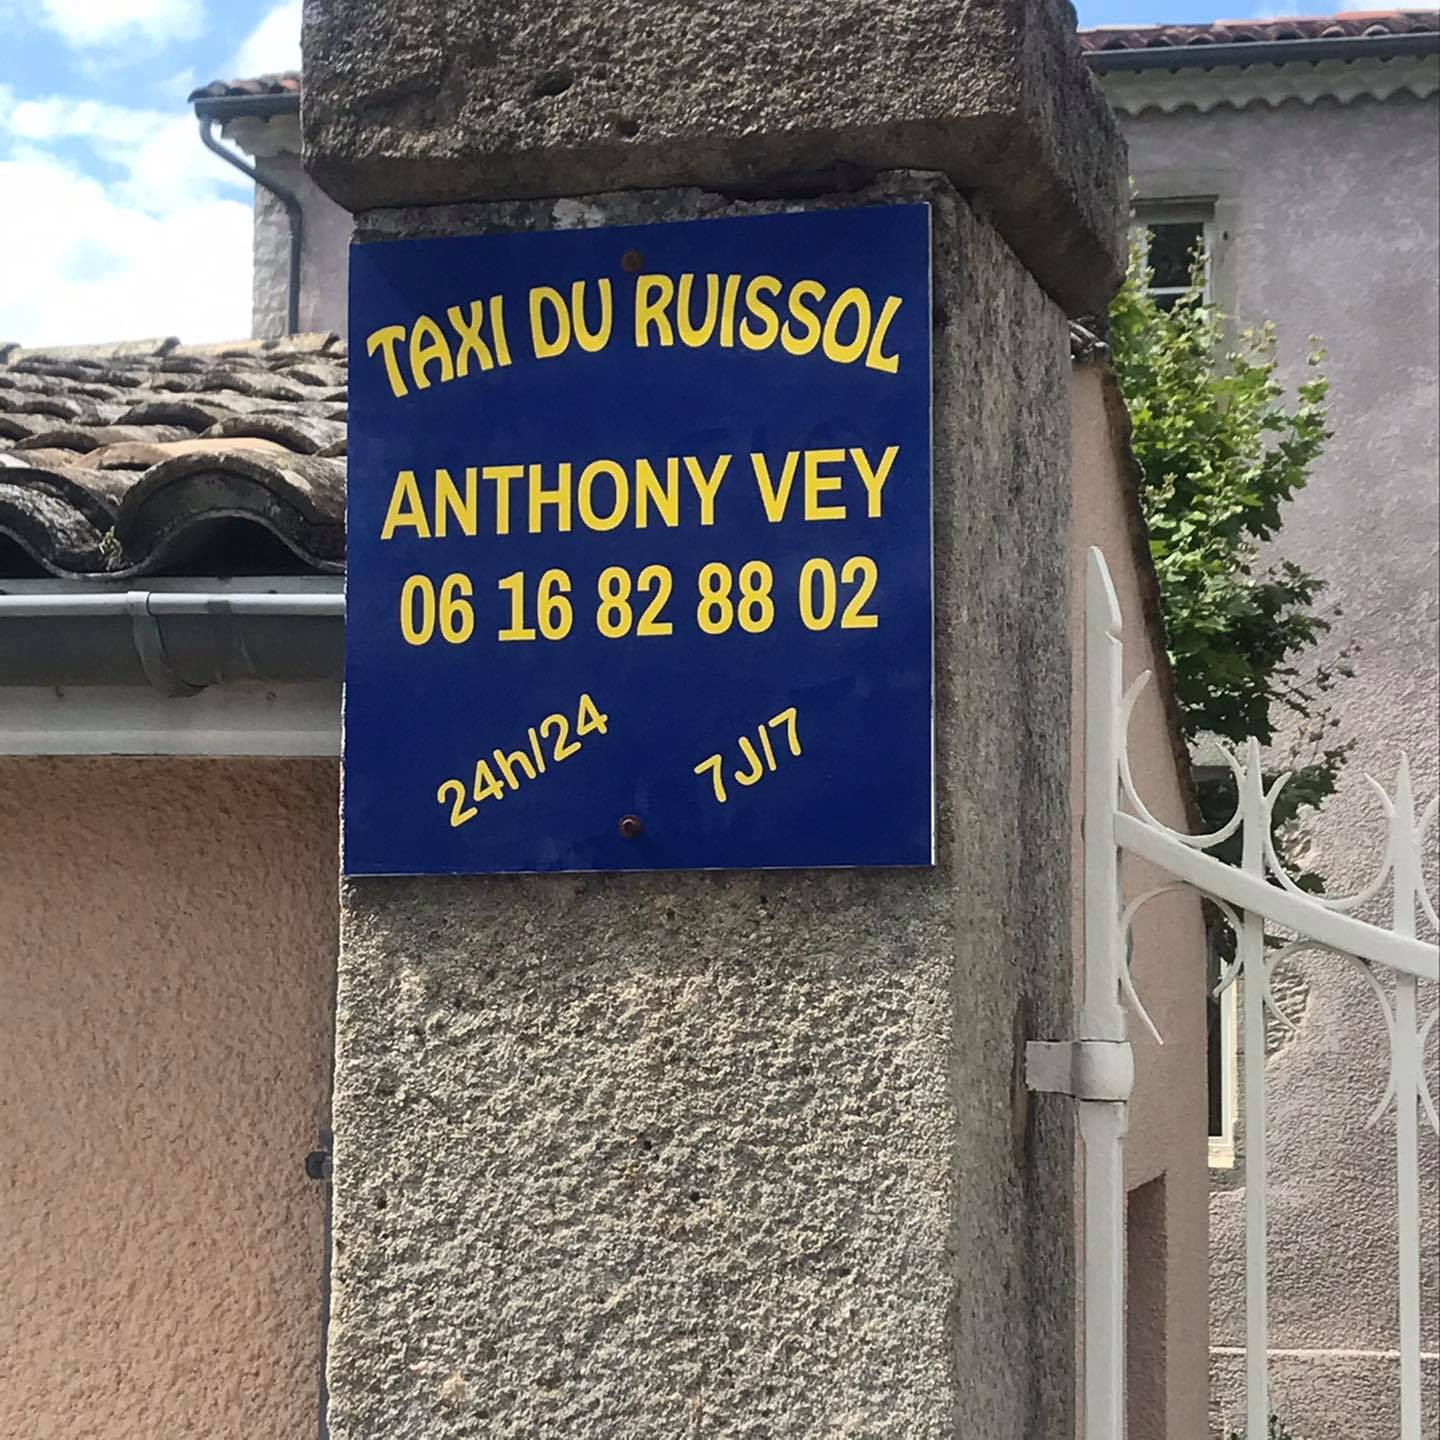 TAXI DU RUISSOL
ANTHONY VEY
06 16 82 88 02
24h/24 7J/7